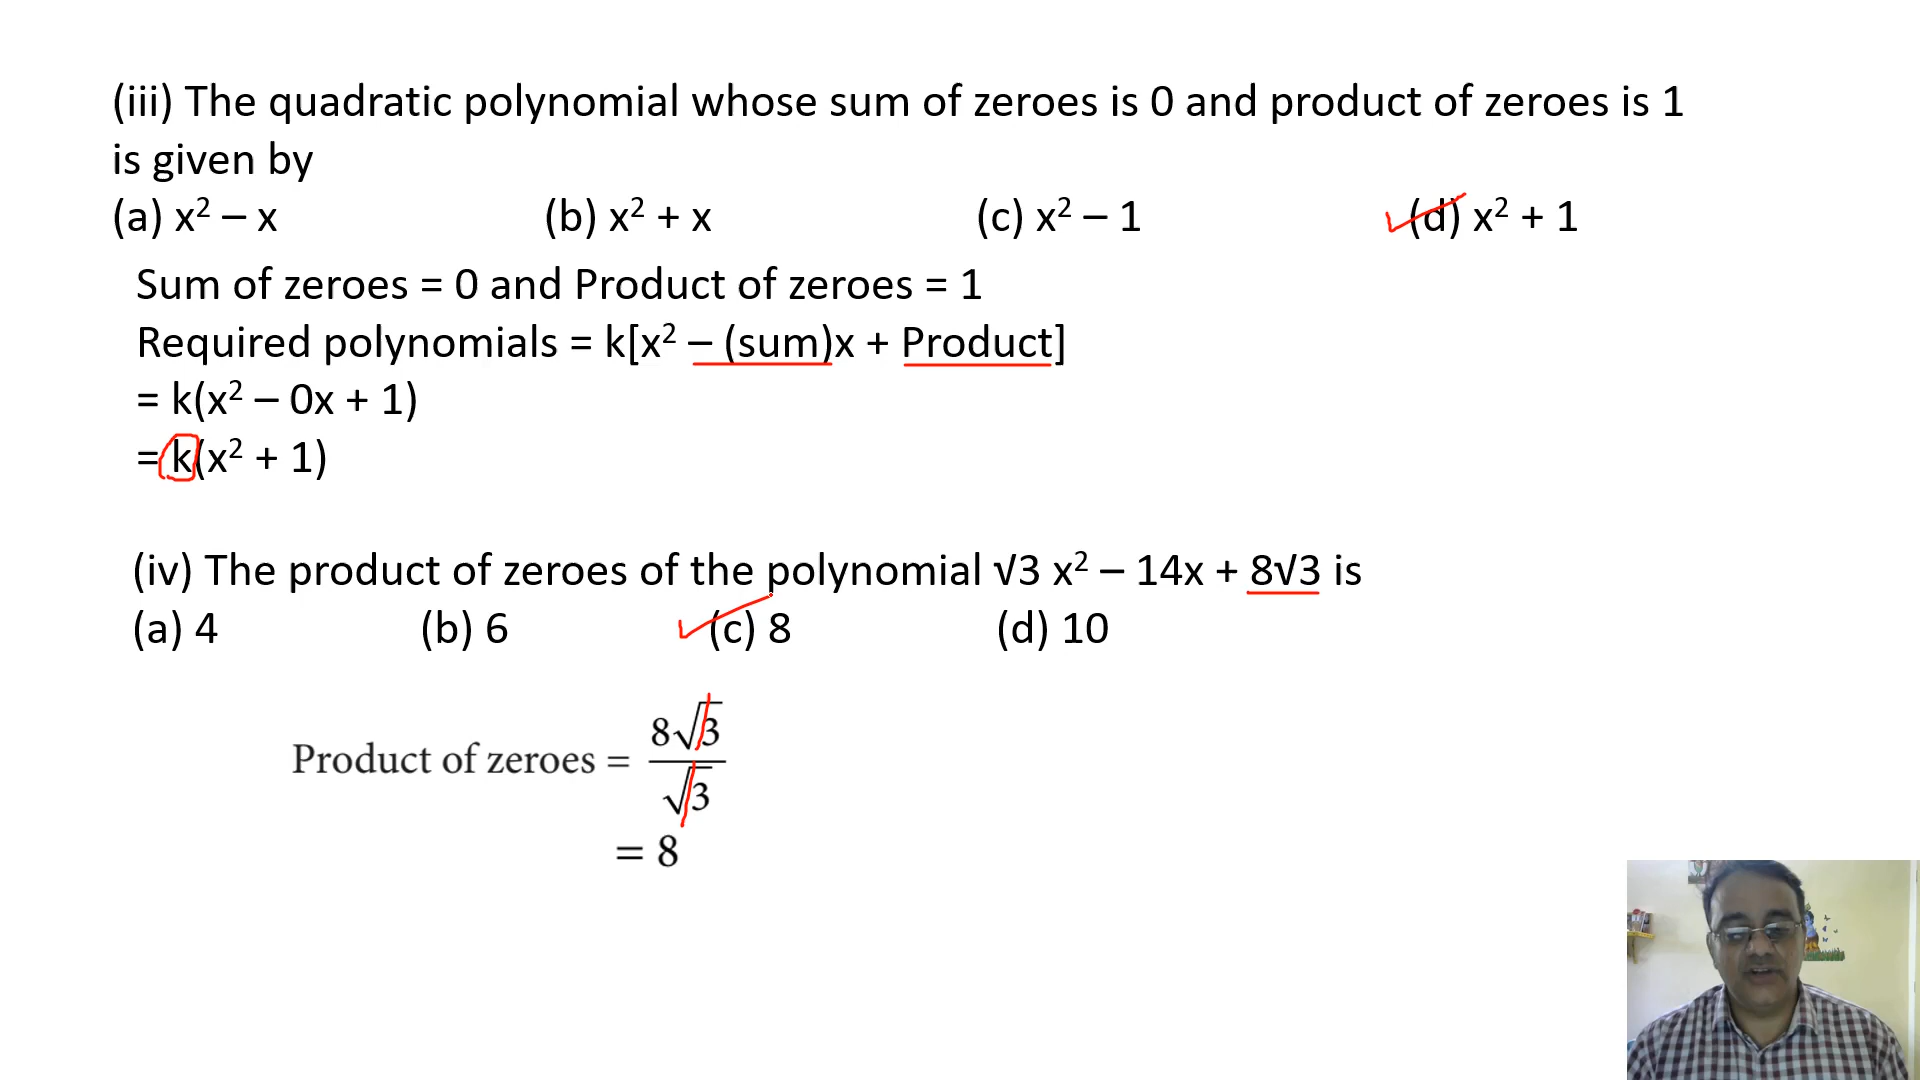 (iii) The quadratic polynomial whose sum of zeroes is 0 and product of zeroes is 1
is given by
(a) x² – x (b) x² + x (c) x² – 1 (d) x² + 1
Sum of zeroes = 0 and Product of zeroes = 1
Required polynomials = k[x² – (sum)x + Product]
= k(x² – 0x + 1)
= k(x² + 1)
(iv) The product of zeroes of the polynomial √3 x² – 14x + 8√3 is
(a) 4 (b) 6 (c) 8 (d) 10
8√3
Product of zeroes =
√3
= 8